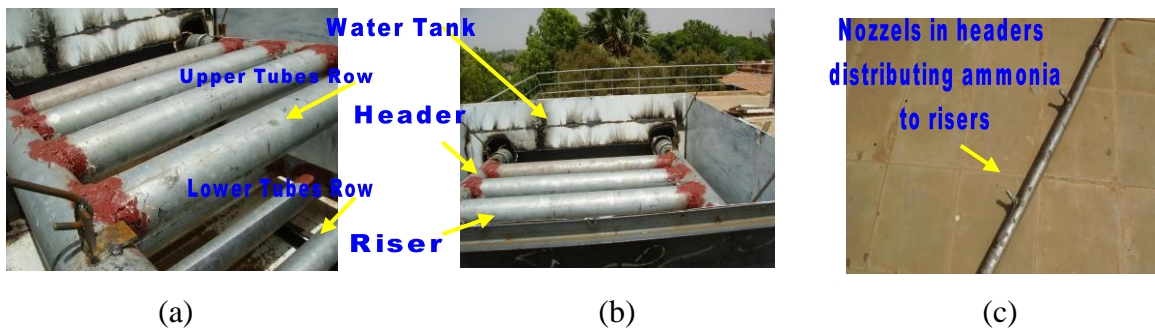 Water Tank
Upper Tubes Row
Header
Lower Tubes Row
Riser
Nozzels in headers
distributing ammonia
to risers
(a)
(b)
(c)